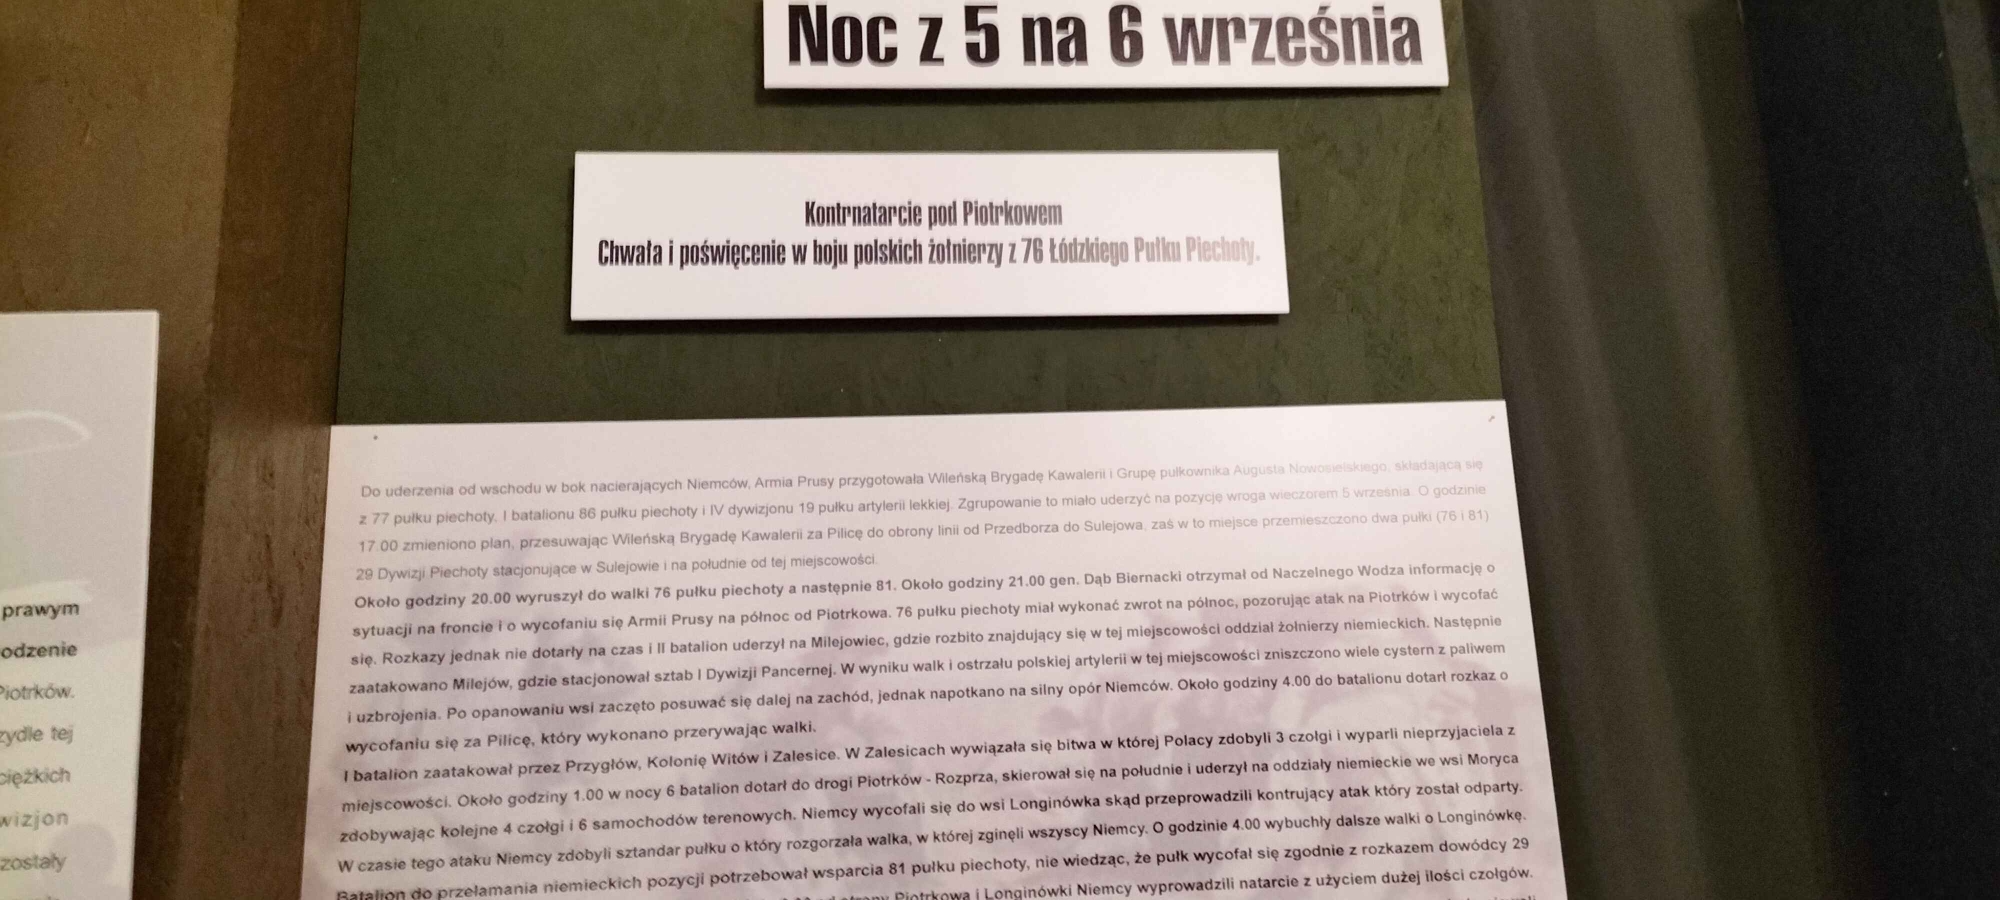 Noc z 5 na 6 września
Kontrnatarcie pod Piotrkowem
Chwała i poświęcenie w boju polskich żołnierzy z 76 Łódzkiego Pułku Piechoty.
Do uderzenia od wschodu w bok nacierających Niemców, Armia Prusy przygotowała Wileńską Brygadę Kawalerii i Grupę pułkownika Augusta Nowosielskiego, składającą się
z 77 pułku piechoty, I batalionu 86 pułku piechoty i IV dywizjonu 19 pułku artylerii lekkiej. Zgrupowanie to miało uderzyć na pozycję wroga wieczorem 5 września. O godzinie
17.00 zmieniono plan, przesuwając Wileńską Brygadę Kawalerii za Pilicę do obrony linii od Przedborza do Sulejowa, zaś w to miejsce przemieszczono dwa pułki (76 i 81)
29 Dywizji Piechoty stacjonujące w Sulejowie i na południe od tej miejscowości.
Około godziny 20.00 wyruszył do walki 76 pułku piechoty a następnie 81. Około godziny 21.00 gen. Dąb Biernacki otrzymał od Naczelnego Wodza informację o
sytuacji na froncie i o wycofaniu się Armii Prusy na północ od Piotrkowa. 76 pułku piechoty miał wykonać zwrot na północ, pozorując atak na Piotrków i wycofać
się. Rozkazy jednak nie dotarły na czas i II batalion uderzył na Milejowiec, gdzie rozbito znajdujący się w tej miejscowości oddział żołnierzy niemieckich. Następnie
zaatakowano Milejów, gdzie stacjonował sztab I Dywizji Pancernej. W wyniku walk i ostrzału polskiej artylerii w tej miejscowości zniszczono wiele cystern z paliwem
i uzbrojenia. Po opanowaniu wsi zaczęto posuwać się dalej na zachód, jednak napotkano na silny opór Niemców. Około godziny 4.00 do batalionu dotarł rozkaz o
wycofaniu się za Pilicę, który wykonano przerywając walki.
I batalion zaatakował przez Przygłów, Kolonię Witów i Zalesice. W Zalesicach wywiązała się bitwa w której Polacy zdobyli 3 czołgi i wyparli nieprzyjaciela z
miejscowości. Około godziny 1.00 w nocy 6 batalion dotarł do drogi Piotrków - Rozprza, skierował się na południe i uderzył na oddziały niemieckie we wsi Moryca
zdobywając kolejne 4 czołgi i 6 samochodów terenowych. Niemcy wycofali się do wsi Longinówka skąd przeprowadzili kontrujący atak który został odparty.
W czasie tego ataku Niemcy zdobyli sztandar pułku o który rozgorzała walka, w której zginęli wszyscy Niemcy. O godzinie 4.00 wybuchły dalsze walki o Longinówkę.
Batalion do przełamania niemieckich pozycji potrzebował wsparcia 81 pułku piechoty, nie wiedząc, że pułk wycofał się zgodnie z rozkazem dowódcy 29
Piotrkowa i Longinówki Niemcy wyprowadzili natarcie z użyciem dużej ilości czołgów.
prawym
odzenie
Piotrków.
zydle tej
ciężkich
wizjon
zostały